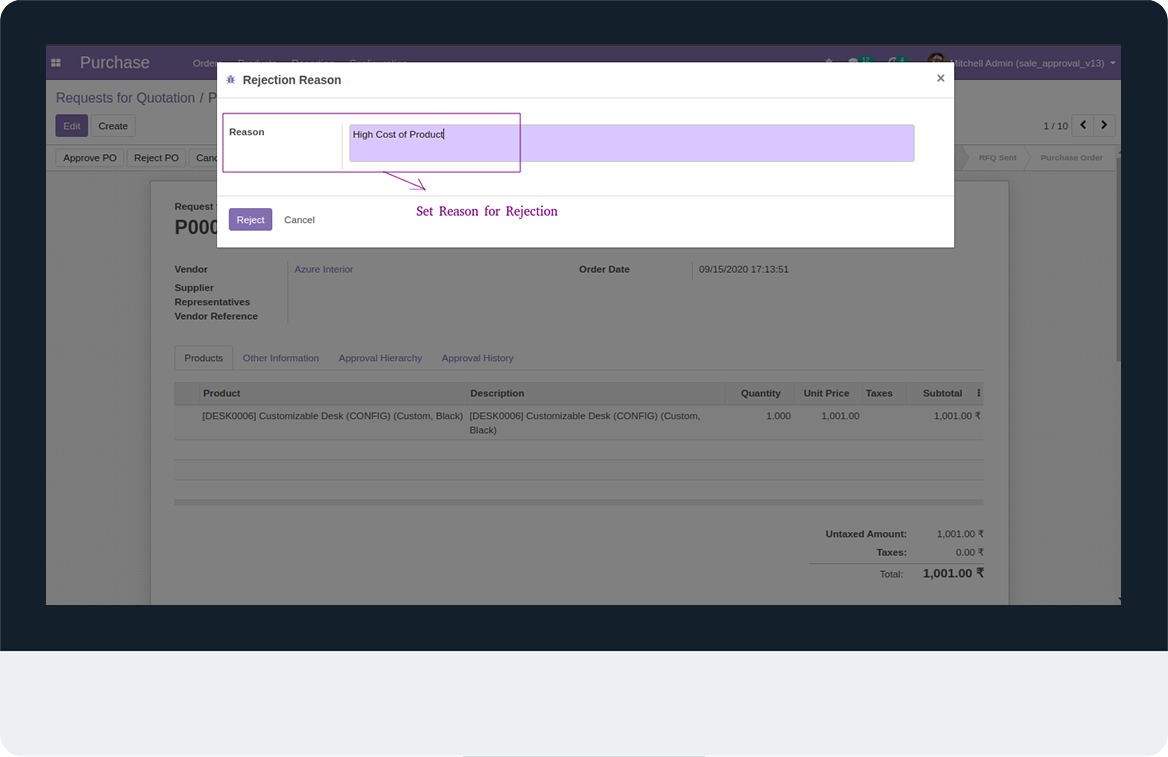 Purchase
Products Reporting Configuration
12
4
Mitchell Admin (sale_approval_v13)
Rejection Reason
×
Requests for Quotation /
Edit
Create
1 / 10
Reason
High Cost of Product
Approve PO
Reject PO
RFQ Sent
Purchase Order
Set Reason for Rejection
Reject
Cancel
Request
Vendor
Azure Interior
Order Date
09/15/2020 17:13:51
Supplier
Representatives
Vendor Reference
Products
Other Information
Approval Hierarchy
Approval History
Product Description Quantity Unit Price Taxes Subtotal
[DESK0006] Customizable Desk (CONFIG) (Custom, Black) [DESK0006] Customizable Desk (CONFIG) (Custom, 1.000 1,001.00 1,001.00 ₹
Black)
Untaxed Amount: 1,001.00 ₹
Taxes: 0.00 ₹
Total: 1,001.00 ₹